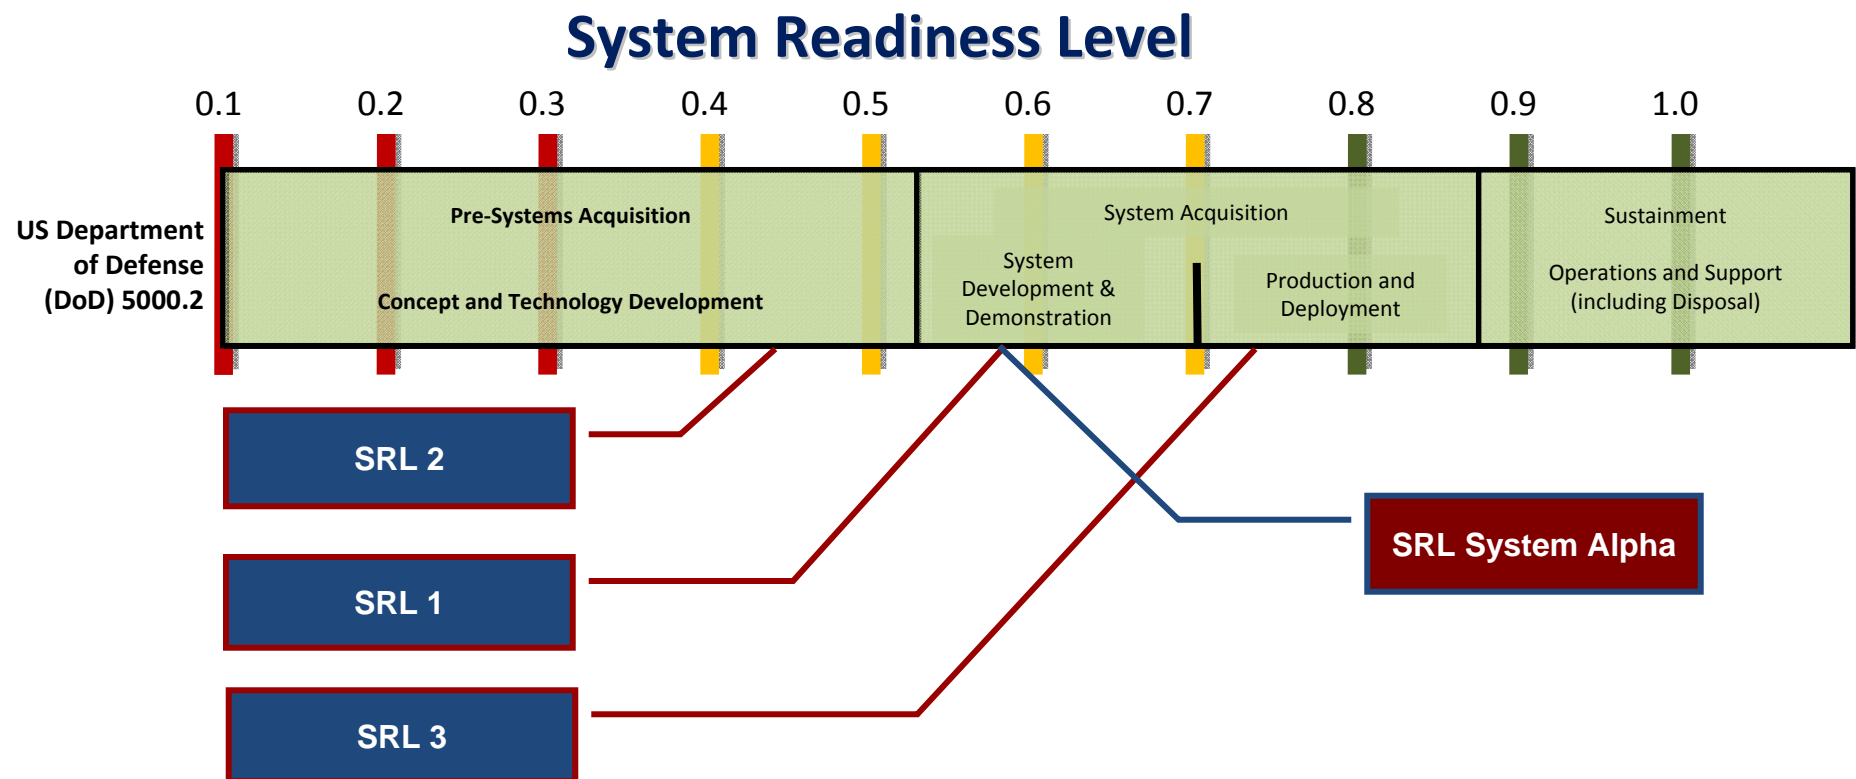 System Readiness Level
0.1 0.2 0.3 0.4 0.5 0.6 0.7 0.8 0.9 1.0
US Department
of Defense
(DoD) 5000.2
Pre-Systems Acquisition
Concept and Technology Development
System Acquisition
System
Development &
Demonstration
Production and
Deployment
Sustainment
Operations and Support
(including Disposal)
SRL 2
SRL 1
SRL 3
SRL System Alpha